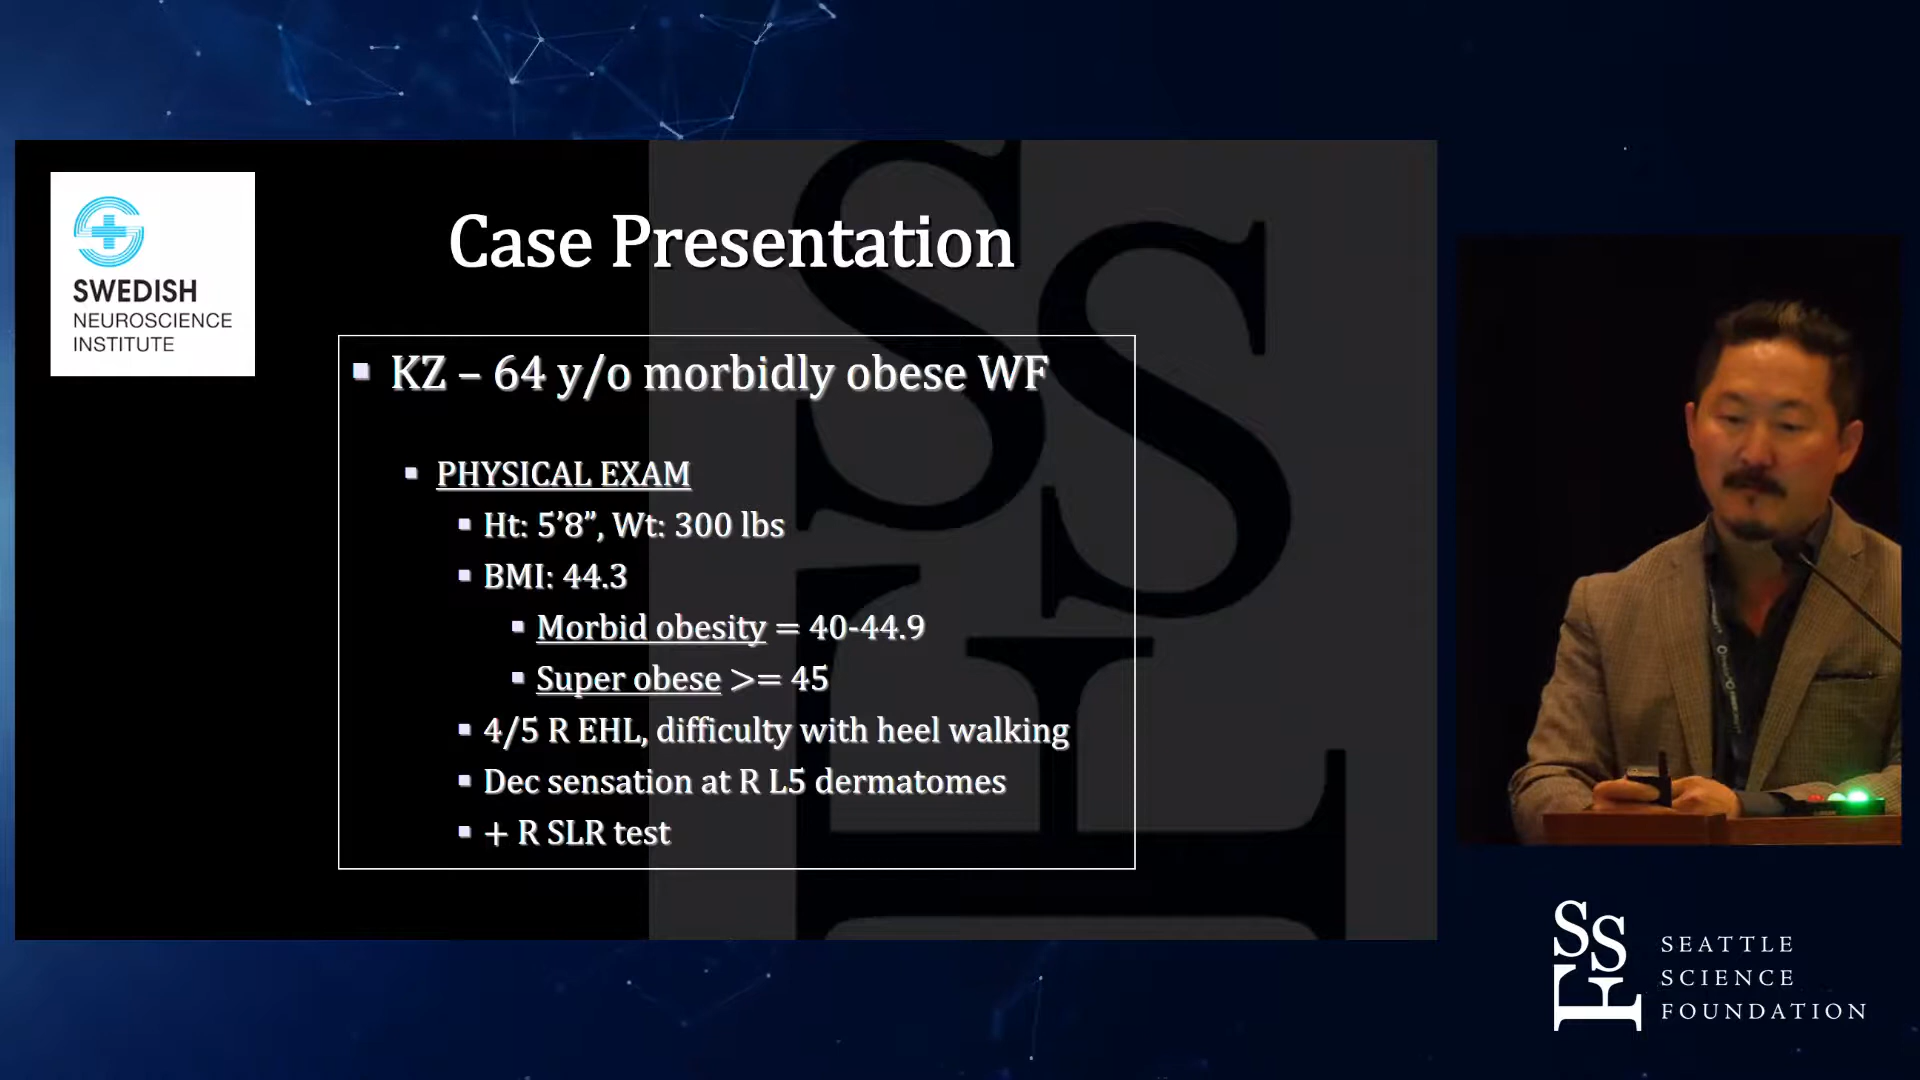 SWEDISH
NEUROSCIENCE
INSTITUTE
Case Presentation
▪ KZ – 64 y/o morbidly obese WF
▪ PHYSICAL EXAM
▪ Ht: 5’8”, Wt: 300 lbs
▪ BMI: 44.3
▪ Morbid obesity = 40-44.9
▪ Super obese >= 45
▪ 4/5 R EHL, difficulty with heel walking
▪ Dec sensation at R L5 dermatomes
▪ + R SLR test
SSF
SEATTLE
SCIENCE
FOUNDATION